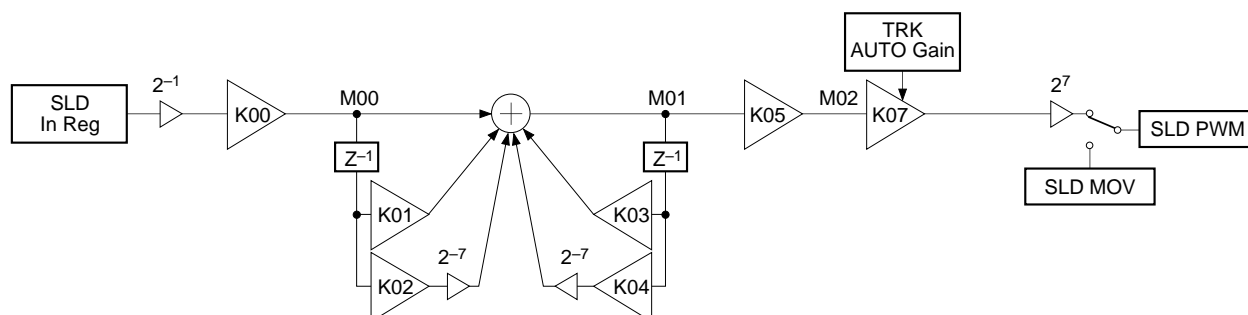 TRK
AUTO Gain
SLD
In Reg
2–1
K00
M00
M01
K05
M02
K07
27
SLD PWM
SLD MOV
Z–1
Z–1
K01
K03
K02
2–7
2–7
K04